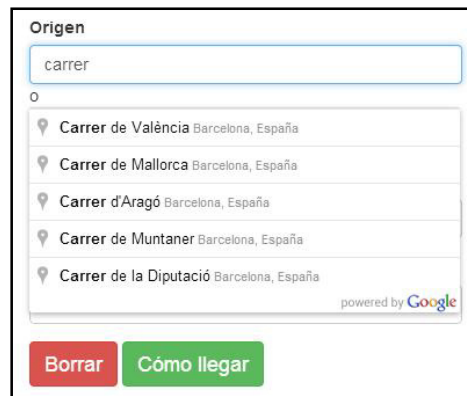 Origen
carrer
o
Carrer de València Barcelona, España
Carrer de Mallorca Barcelona, España
Carrer d'Aragó Barcelona, España
Carrer de Muntaner Barcelona, España
Carrer de la Diputació Barcelona, España
powered by Google
Borrar Cómo llegar